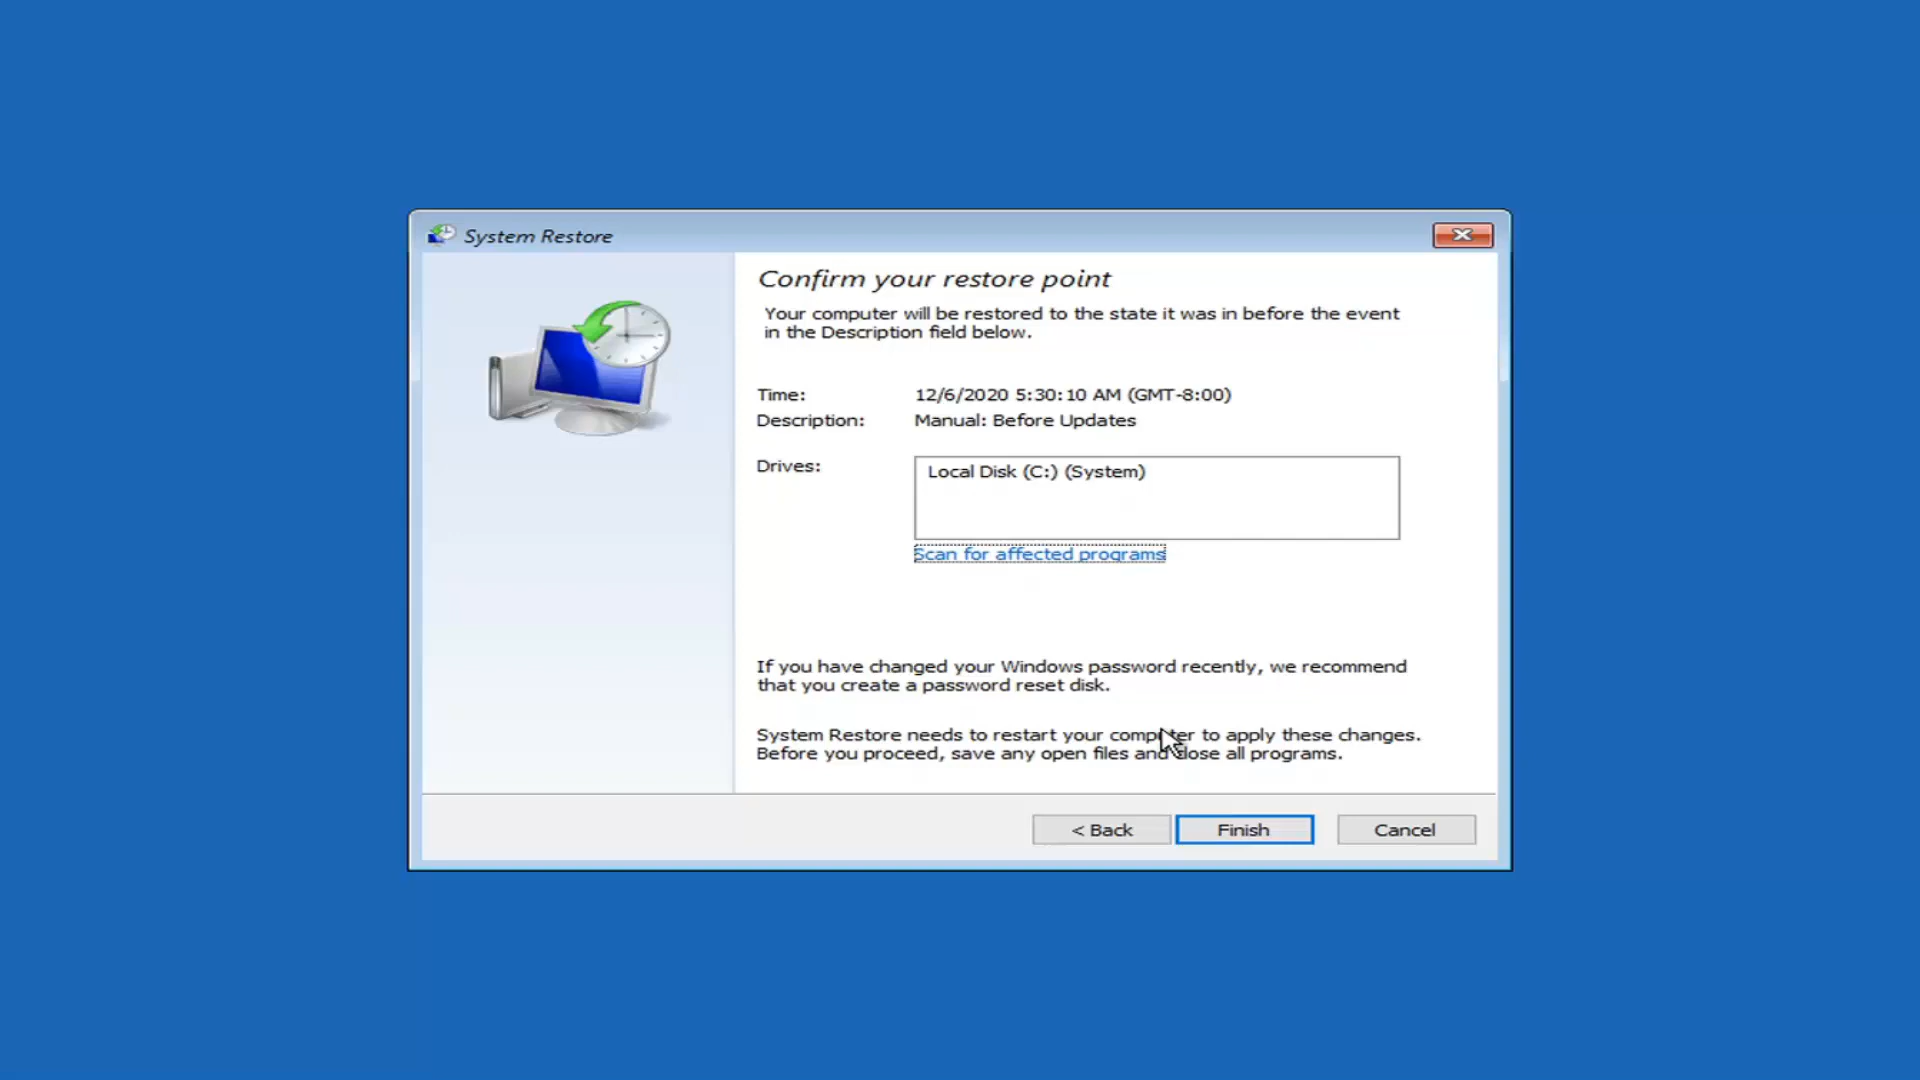 System Restore
Confirm your restore point
Your computer will be restored to the state it was in before the event
in the Description field below.
Time: 12/6/2020 5:30:10 AM (GMT-8:00)
Description: Manual: Before Updates
Drives: Local Disk (C:) (System)
Scan for affected programs
If you have changed your Windows password recently, we recommend
that you create a password reset disk.
System Restore needs to restart your computer to apply these changes.
Before you proceed, save any open files and close all programs.
< Back Finish Cancel